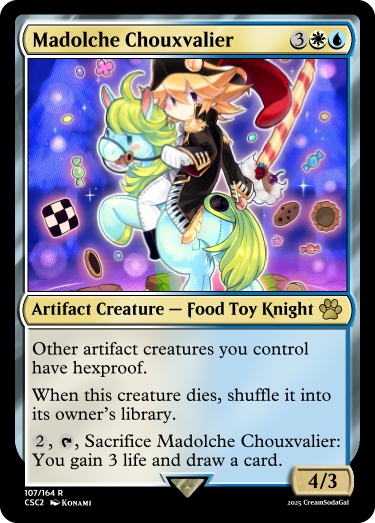 Madolche Chouxvalier 3
Artifact Creature — Food Toy Knight
Other artifact creatures you control
have hexproof.
When this creature dies, shuffle it into
its owner's library.
2, , Sacrifice Madolche Chouxvalier:
You gain 3 life and draw a card.
4/3
107/164 R
CSC2 Konami
2025 CreamSodaGal